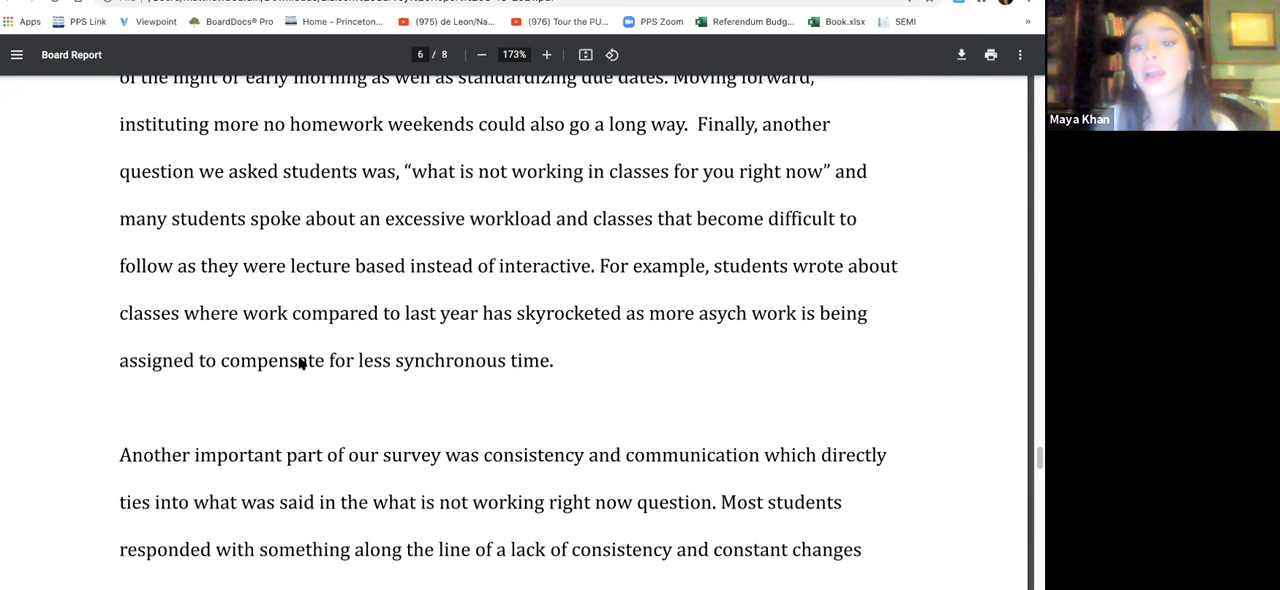 Apps PPS Link Viewpoint BoardDocs® Pro Home – Princeton... (975) de Leon/Na... (976) Tour the PU... PPS Zoom Referendum Budg... Book.xlsx SEMI »
Board Report 6 / 8 173%
of the night or early morning as well as standardizing due dates. Moving forward,
instituting more no homework weekends could also go a long way. Finally, another
question we asked students was, “what is not working in classes for you right now” and
many students spoke about an excessive workload and classes that become difficult to
follow as they were lecture based instead of interactive. For example, students wrote about
classes where work compared to last year has skyrocketed as more asych work is being
assigned to compensate for less synchronous time.
Another important part of our survey was consistency and communication which directly
ties into what was said in the what is not working right now question. Most students
responded with something along the line of a lack of consistency and constant changes
Maya Khan